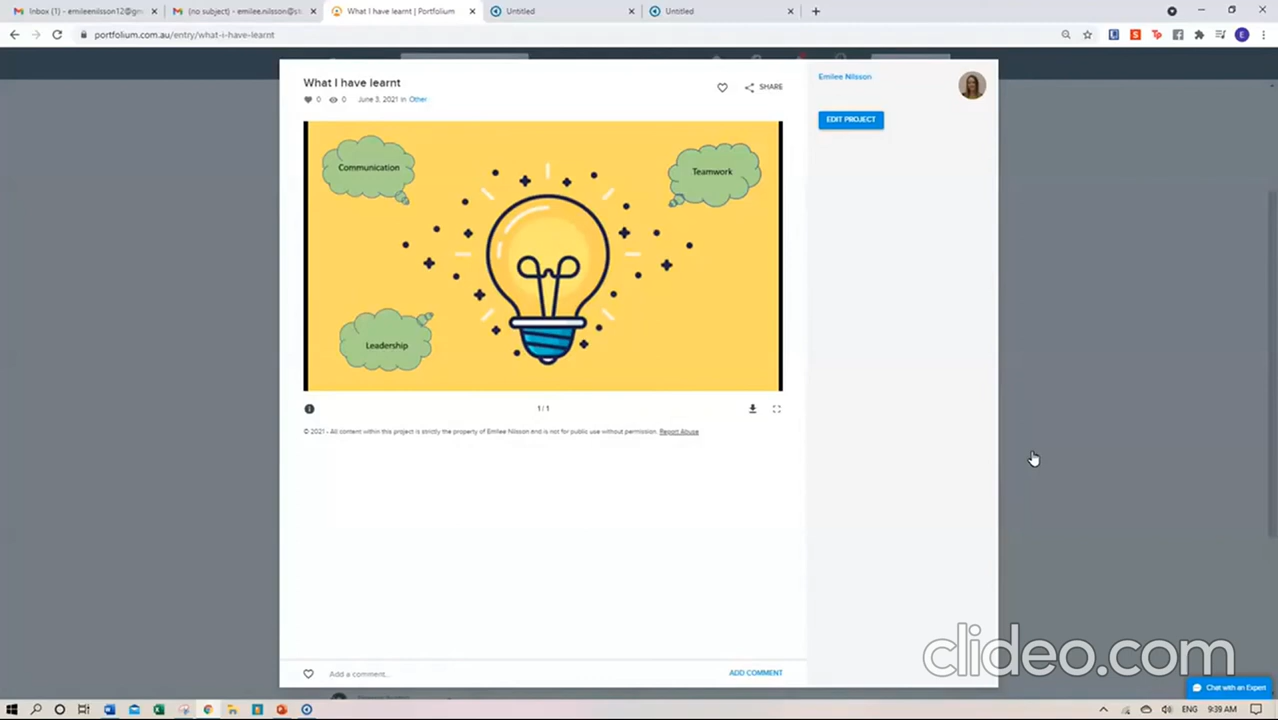 Inbox (1) - emileenilsson12@gm
(no subject) - emilee.nilsson@s
What I have learnt | Portfolium
Untitled
Untitled
portfolium.com.au/entry/what-i-have-learnt
E
What I have learnt
0
0
June 3, 2021 in Other
SHARE
Emilee Nilsson
EDIT PROJECT
Communication
Teamwork
Leadership
1 / 1
© 2021 - All content within this project is strictly the property of Emilee Nilsson and is not for public use without permission. Report Abuse
Add a comment..
ADD COMMENT
clideo.com
Chat with an Expert
ENG
9:39 AM